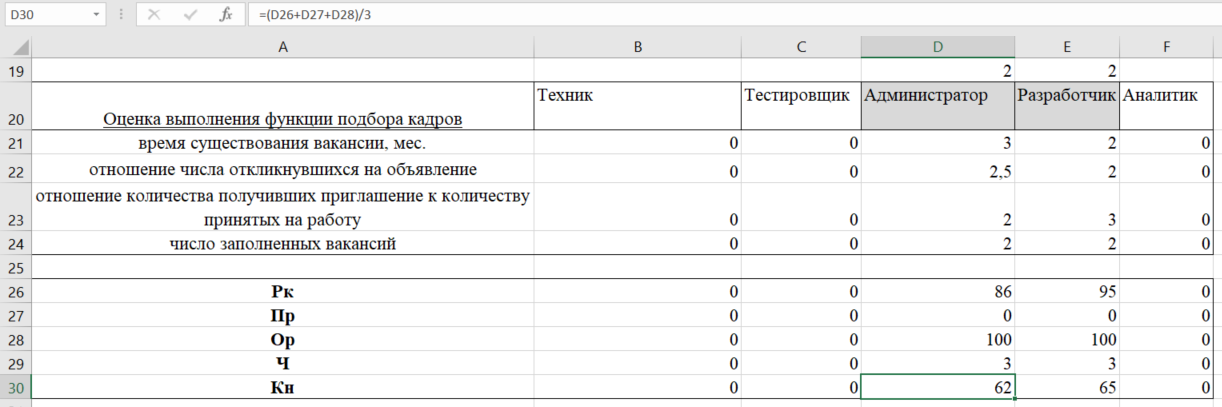 D30 fx =(D26+D27+D28)/3
A B C D E F
19 2 2
20 Оценка выполнения функции подбора кадров Техник Тестировщик Администратор Разработчик Аналитик
21 время существования вакансии, мес. 0 0 3 2 0
22 отношение числа откликнувшихся на объявление 0 0 2,5 2 0
отношение количества получивших приглашение к количеству
23 принятых на работу 0 0 2 3 0
24 число заполненных вакансий 0 0 2 2 0
25
26 Рк 0 0 86 95 0
27 Пр 0 0 0 0 0
28 Ор 0 0 100 100 0
29 Ч 0 0 3 3 0
30 Кн 0 0 62 65 0